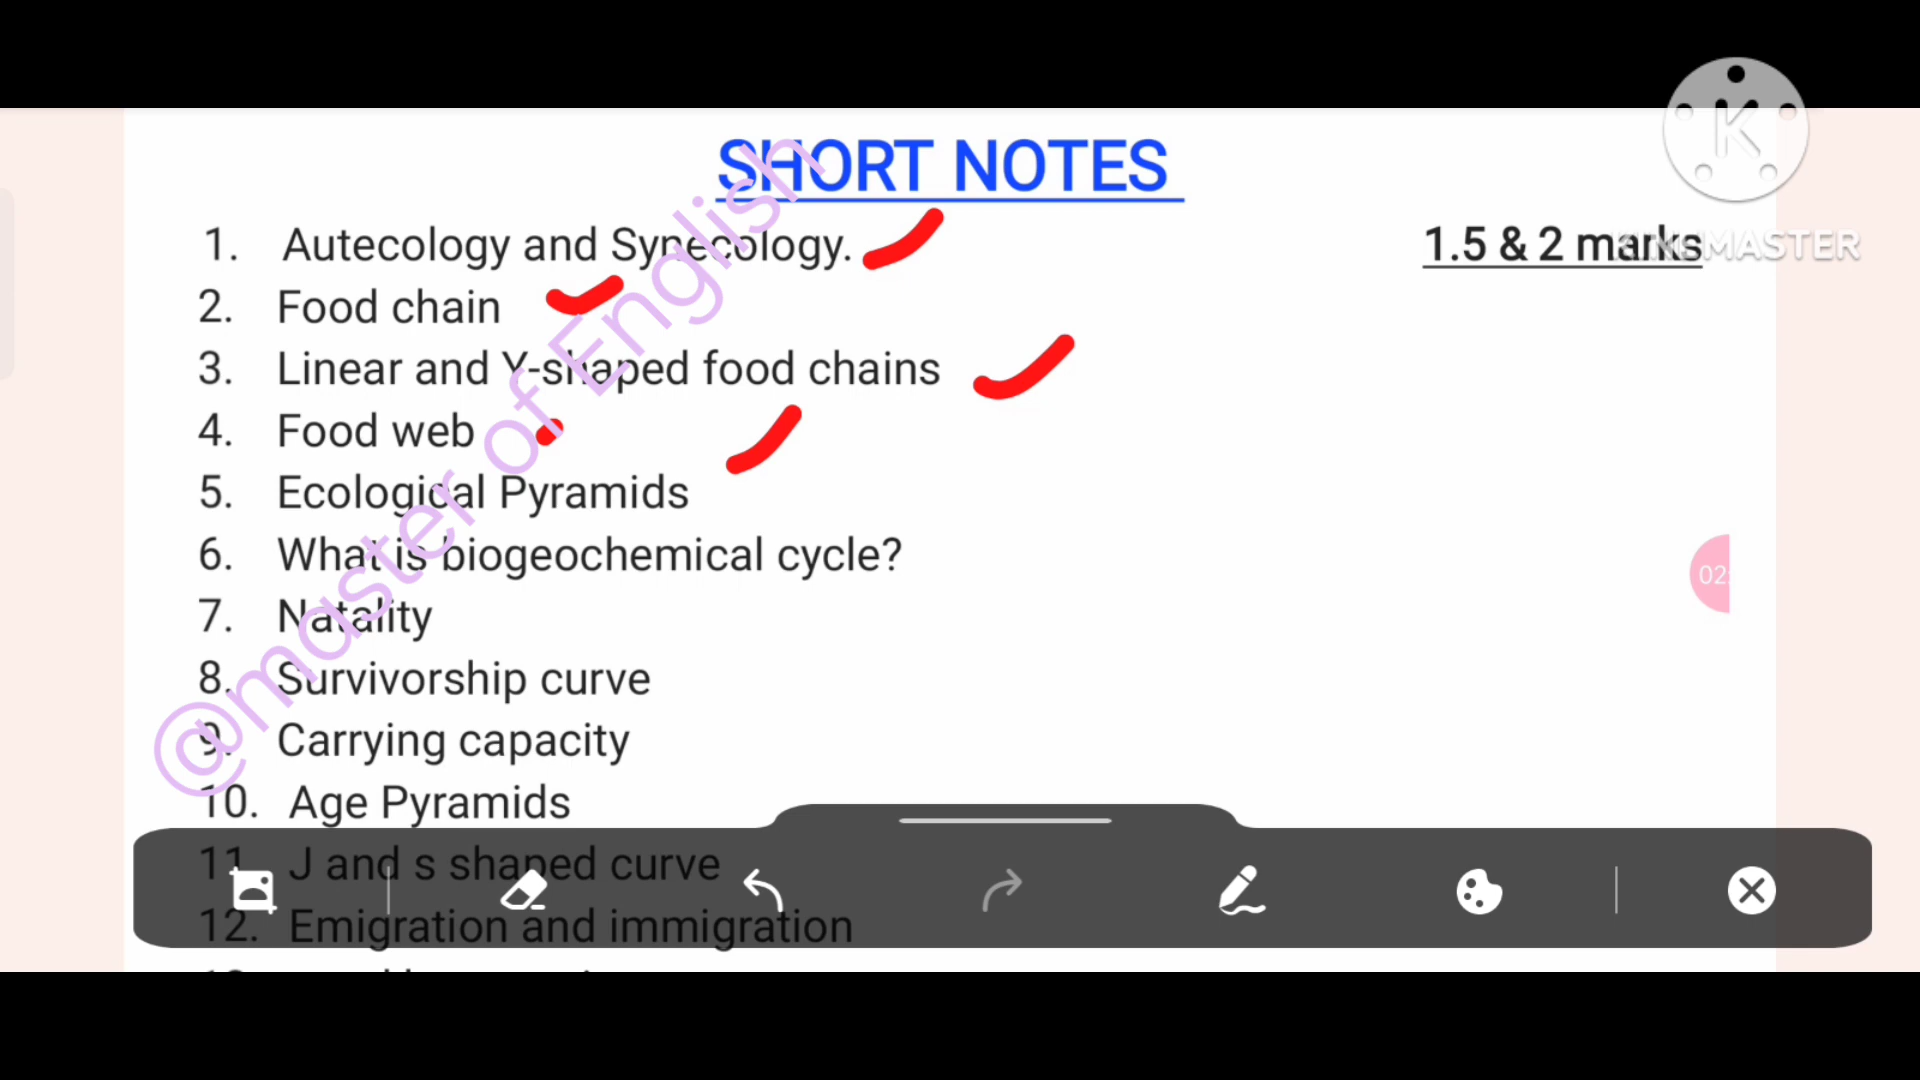 SHORT NOTES
1. Autecology and Synecology.
1.5 & 2 marks
KINEMASTER
2. Food chain
3. Linear and Y-shaped food chains
4. Food web
5. Ecological Pyramids
6. What is biogeochemical cycle?
7. Natality
8. Survivorship curve
9. Carrying capacity
10. Age Pyramids
11. J and s shaped curve
12. Emigration and immigration
@master of English
02: